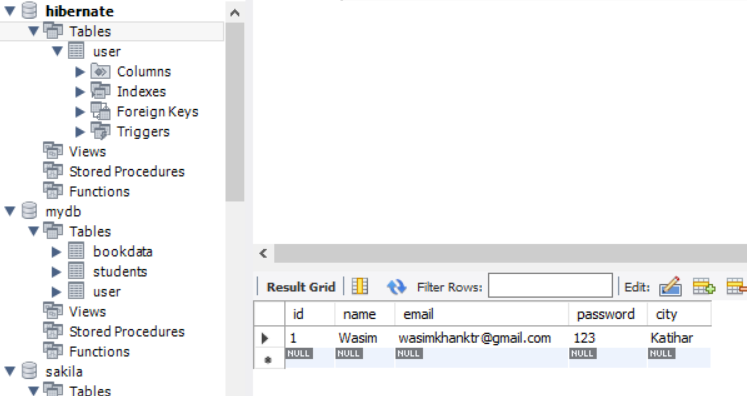 hibernate
Tables
user
Columns
Indexes
Foreign Keys
Triggers
Views
Stored Procedures
Functions
mydb
Tables
bookdata
students
user
Views
Stored Procedures
Functions
sakila
Tables
Result Grid Filter Rows: Edit:
id name email password city
1 Wasim wasimkhanktr@gmail.com 123 Katihar
NULL NULL NULL NULL NULL